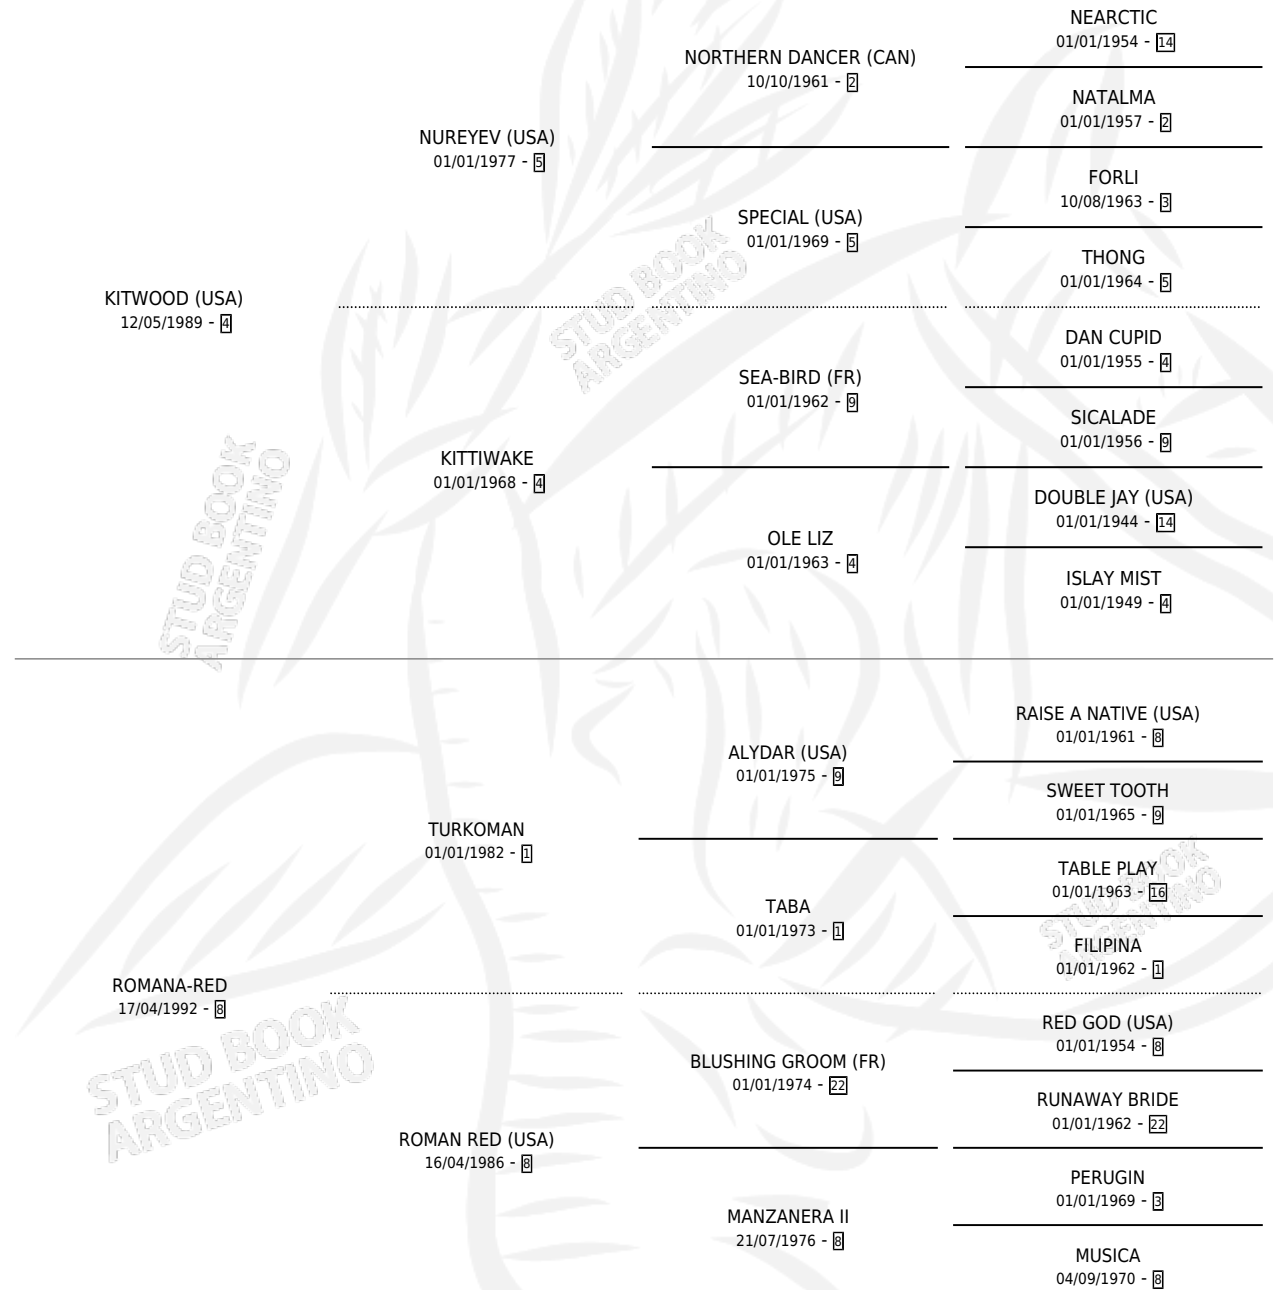 NEARCTIC
01/01/1954 - 14
NORTHERN DANCER (CAN)
10/10/1961 - 2
NATALMA
01/01/1957 - 2
NUREYEV (USA)
01/01/1977 - 5
FORLI
10/08/1963 - 3
SPECIAL (USA)
01/01/1969 - 5
THONG
01/01/1964 - 5
KITWOOD (USA)
12/05/1989 - 4
STUD BOOK
ARGENTINO
DAN CUPID
01/01/1955 - 4
SEA-BIRD (FR)
01/01/1962 - 9
SICALADE
01/01/1956 - 9
KITTIWAKE
01/01/1968 - 4
STUD BOOK
ARGENTINO
DOUBLE JAY (USA)
01/01/1944 - 14
OLE LIZ
01/01/1963 - 4
ISLAY MIST
01/01/1949 - 4
RAISE A NATIVE (USA)
01/01/1961 - 8
ALYDAR (USA)
01/01/1975 - 9
SWEET TOOTH
01/01/1965 - 9
TURKOMAN
01/01/1982 - 1
TABLE PLAY
01/01/1963 - 16
STUD BOOK
ARGENTINO
TABA
01/01/1973 - 1
FILIPINA
01/01/1962 - 1
ROMANA-RED
17/04/1992 - 8
STUD BOOK
ARGENTINO
RED GOD (USA)
01/01/1954 - 8
BLUSHING GROOM (FR)
01/01/1974 - 22
RUNAWAY BRIDE
01/01/1962 - 22
ROMAN RED (USA)
16/04/1986 - 8
PERUGIN
01/01/1969 - 3
MANZANERA II
21/07/1976 - 8
MUSICA
04/09/1970 - 8